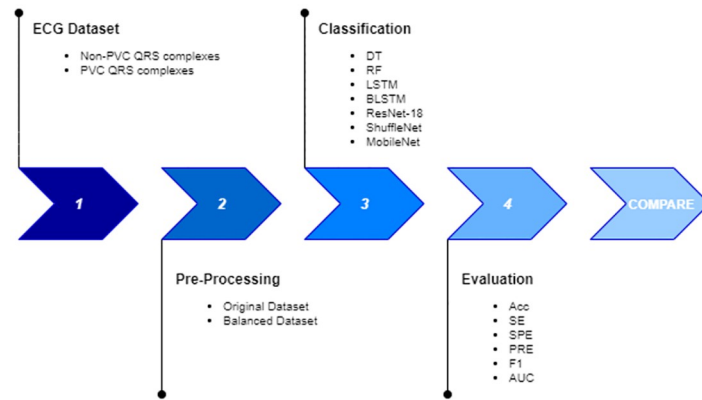 ECG Dataset
• Non-PVC QRS complexes
• PVC QRS complexes
Classification
• DT
• RF
• LSTM
• BLSTM
• ResNet-18
• ShuffleNet
• MobileNet
1
2
3
4
COMPARE
Pre-Processing
• Original Dataset
• Balanced Dataset
Evaluation
• Acc
• SE
• SPE
• PRE
• F1
• AUC